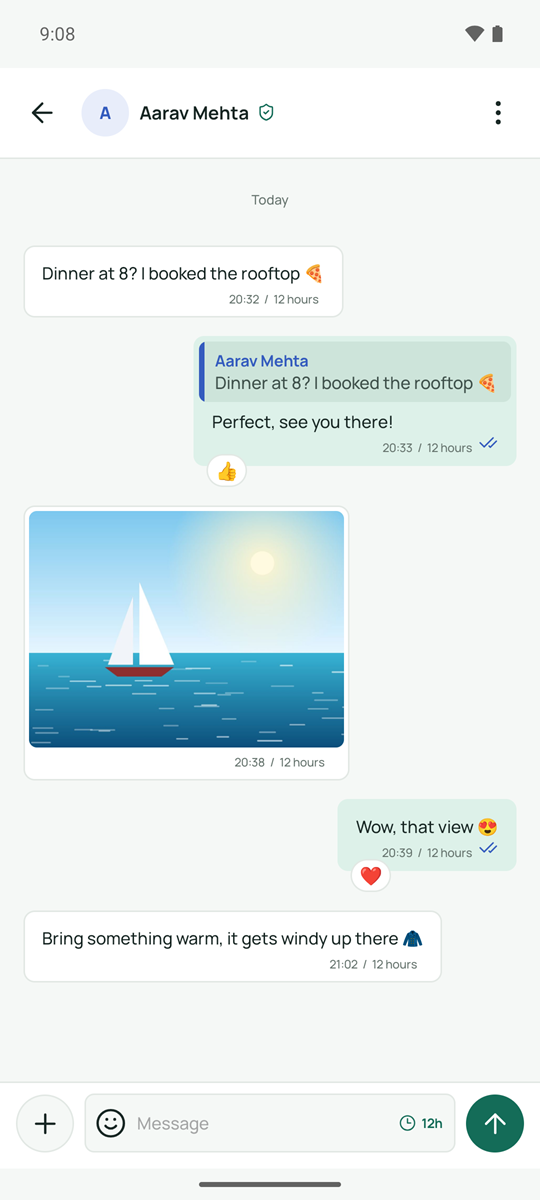 9:08
A
Aarav Mehta
Today
Dinner at 8? I booked the rooftop 🍕
20:32 / 12 hours
Aarav Mehta
Dinner at 8? I booked the rooftop 🍕
Perfect, see you there!
20:33 / 12 hours
👍
20:38 / 12 hours
Wow, that view 😍
20:39 / 12 hours
❤️
Bring something warm, it gets windy up there 🧥
21:02 / 12 hours
Message
12h